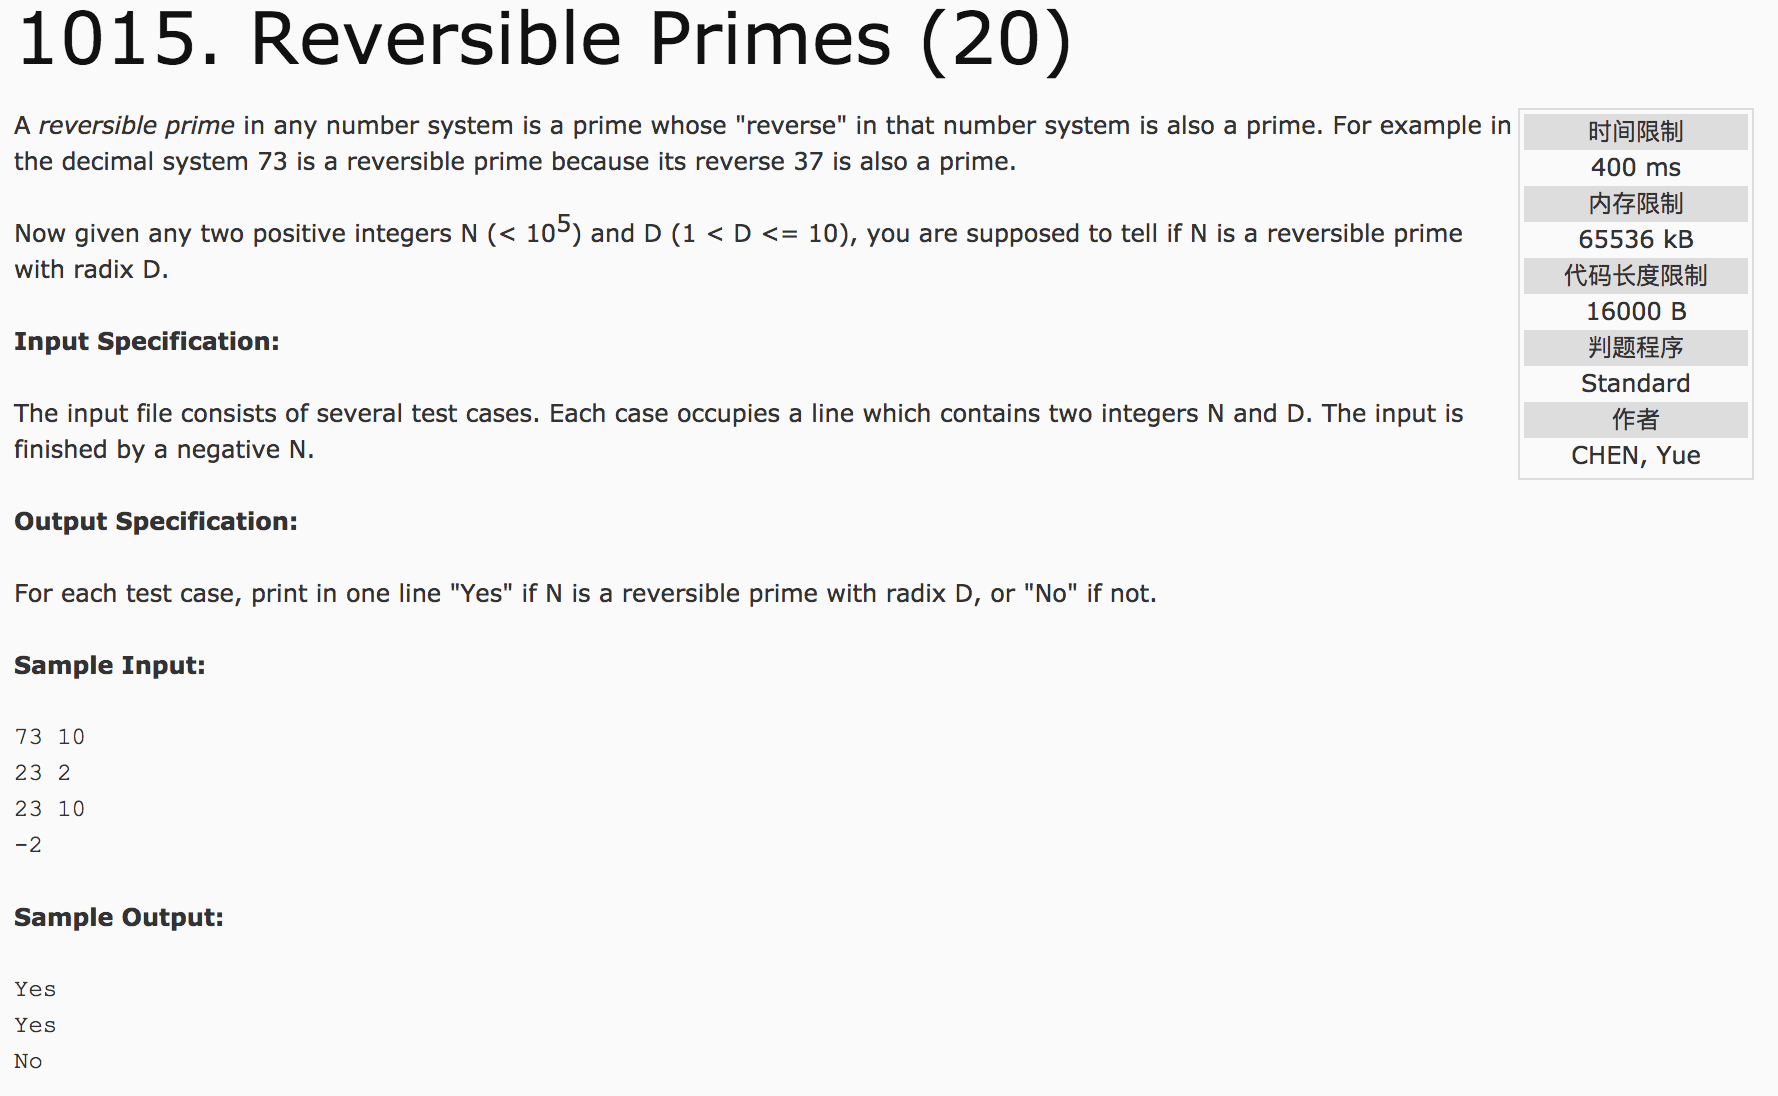 1015. Reversible Primes (20)
A reversible prime in any number system is a prime whose "reverse" in that number system is also a prime. For example in
the decimal system 73 is a reversible prime because its reverse 37 is also a prime.
Now given any two positive integers N (< 10^5) and D (1 < D <= 10), you are supposed to tell if N is a reversible prime
with radix D.
Input Specification:
The input file consists of several test cases. Each case occupies a line which contains two integers N and D. The input is
finished by a negative N.
Output Specification:
For each test case, print in one line "Yes" if N is a reversible prime with radix D, or "No" if not.
Sample Input:
73 10
23 2
23 10
-2
Sample Output:
Yes
Yes
No
时间限制
400 ms
内存限制
65536 kB
代码长度限制
16000 B
判题程序
Standard
作者
CHEN, Yue